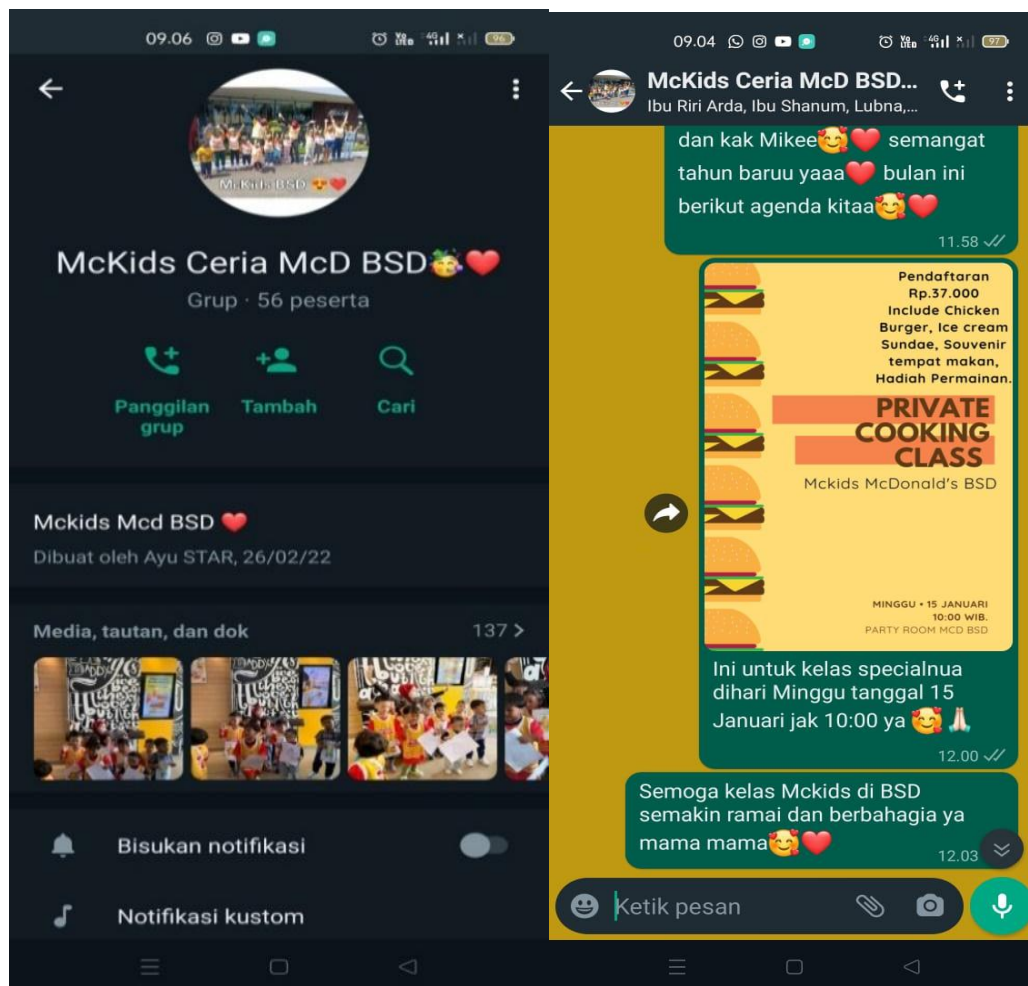 09.06
96
McKids BSD 😍❤️
McKids Ceria McD BSD🥳❤️
Grup · 56 peserta
Panggilan
grup
Tambah
Cari
Mckids Mcd BSD ❤️
Dibuat oleh Ayu STAR, 26/02/22
Media, tautan, dan dok
137 >
Bisukan notifikasi
Notifikasi kustom
09.04
97
McKids Ceria McD BSD...
Ibu Riri Arda, Ibu Shanum, Lubna,...
dan kak Mikee🥰❤️ semangat
tahun baruu yaaa❤️ bulan ini
berikut agenda kitaa🥰❤️
11.58
Pendaftaran
Rp.37.000
Include Chicken
Burger, Ice cream
Sundae, Souvenir
tempat makan,
Hadiah Permainan.
PRIVATE
COOKING
CLASS
Mckids McDonald's BSD
MINGGU • 15 JANUARI
10:00 WIB.
PARTY ROOM MCD BSD
Ini untuk kelas specialnua
dihari Minggu tanggal 15
Januari jak 10:00 ya 🥰 🙏🏻
12.00
Semoga kelas Mckids di BSD
semakin ramai dan berbahagia ya
mama mama🥰❤️
12.03
Ketik pesan